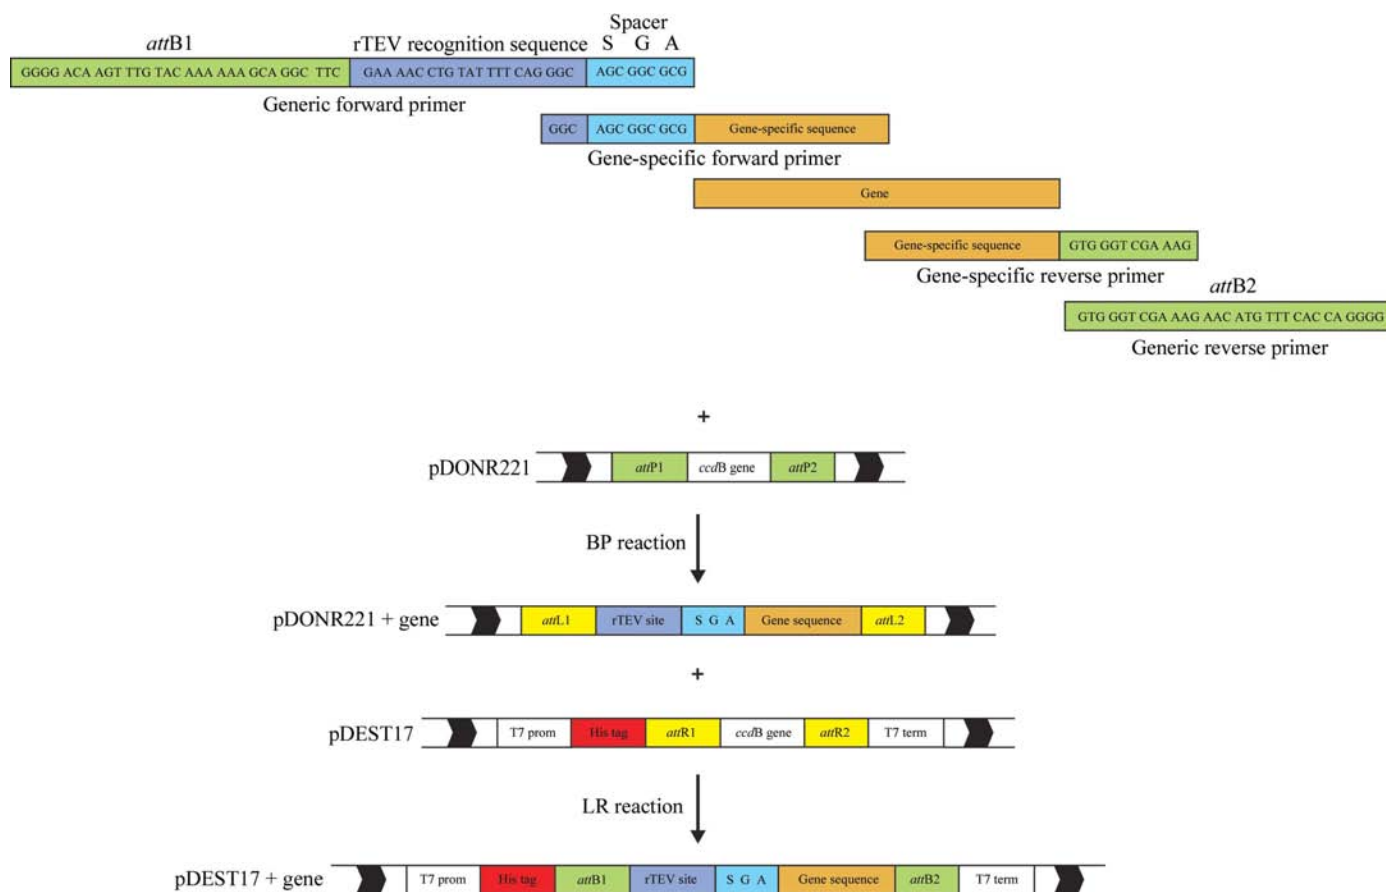 Spacer
attB1 rTEV recognition sequence S G A
GGGG ACA AGT TTG TAC AAA AAA GCA GGC TTC GAA AAC CTG TAT TTT CAG GGC AGC GGC GCG
Generic forward primer
GGC AGC GGC GCG Gene-specific sequence
Gene-specific forward primer
Gene
Gene-specific sequence GTG GGT CGA AAG
Gene-specific reverse primer
attB2
GTG GGT CGA AAG AAC ATG TTT CAC CA GGGG
Generic reverse primer
+
pDONR221 attP1 ccdB gene attP2
BP reaction
pDONR221 + gene attL1 rTEV site S G A Gene sequence attL2
+
pDEST17 T7 prom His tag attR1 ccdB gene attR2 T7 term
LR reaction
pDEST17 + gene T7 prom His tag attB1 rTEV site S G A Gene sequence attB2 T7 term